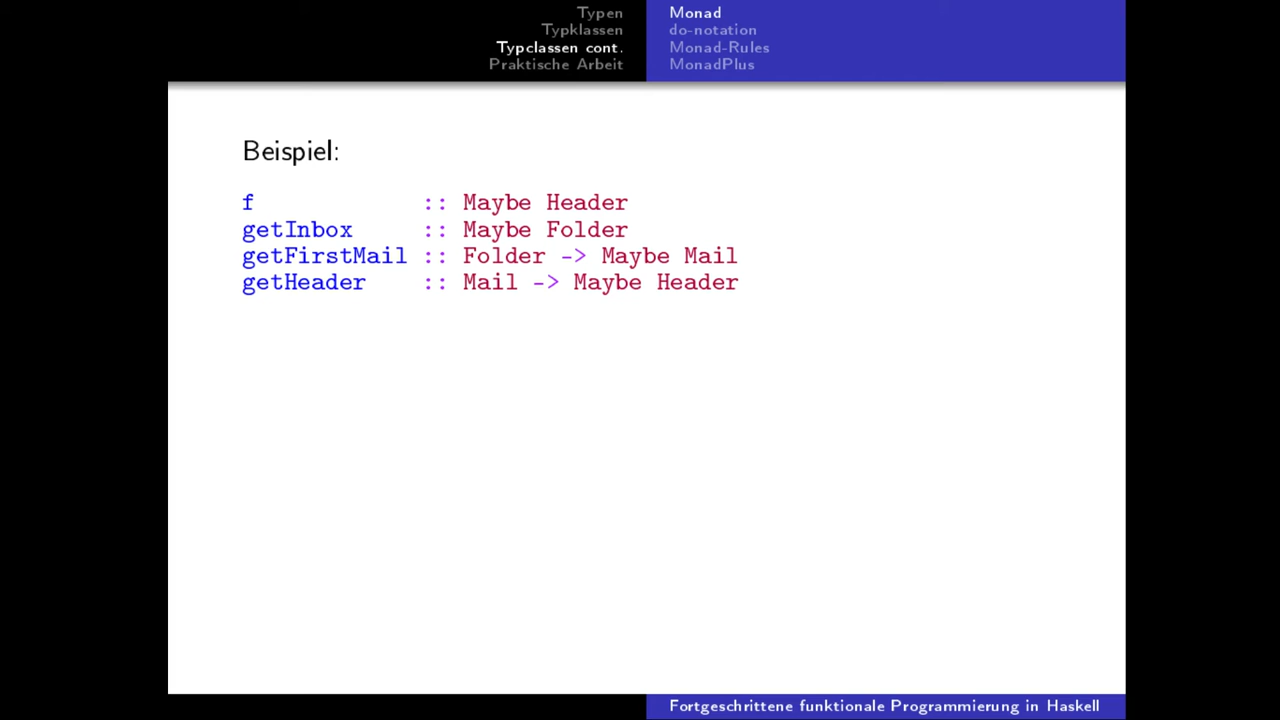 Typen
Typklassen
Typclassen cont.
Praktische Arbeit
Monad
do-notation
Monad-Rules
MonadPlus
Beispiel:
f :: Maybe Header
getInbox :: Maybe Folder
getFirstMail :: Folder -> Maybe Mail
getHeader :: Mail -> Maybe Header
Fortgeschrittene funktionale Programmierung in Haskell